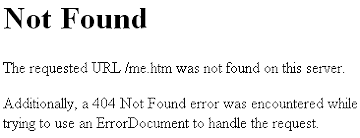 Not Found
The requested URL /me.htm was not found on this server.
Additionally, a 404 Not Found error was encountered while
trying to use an ErrorDocument to handle the request.